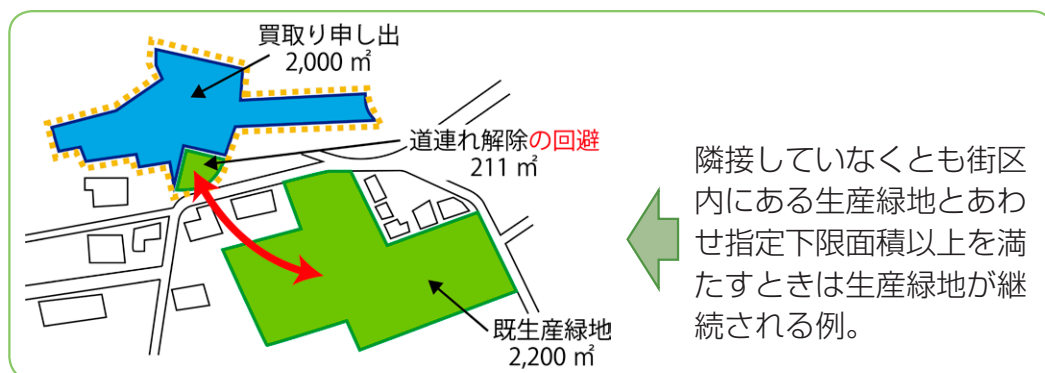 買取り申し出
2,000 ㎡
道連れ解除の回避
211 ㎡
既生産緑地
2,200 ㎡
隣接していなくとも街区
内にある生産緑地とあわ
せ指定下限面積以上を満
たすときは生産緑地が継
続される例。